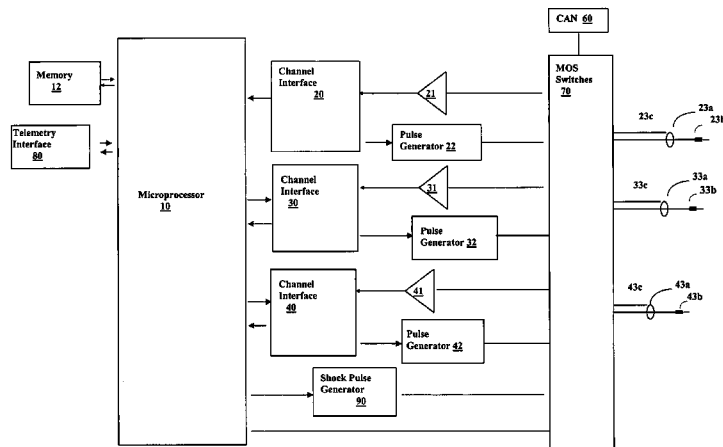 CAN 60
Memory
12
Telemetry
Interface
80
Microprocessor
10
Channel
Interface
20
21
Pulse
Generator 22
Channel
Interface
30
31
Pulse
Generator 32
Channel
Interface
40
41
Pulse
Generator 42
Shock Pulse
Generator
90
MOS
Switches
70
23c
23a
23b
33c
33a
33b
43c
43a
43b